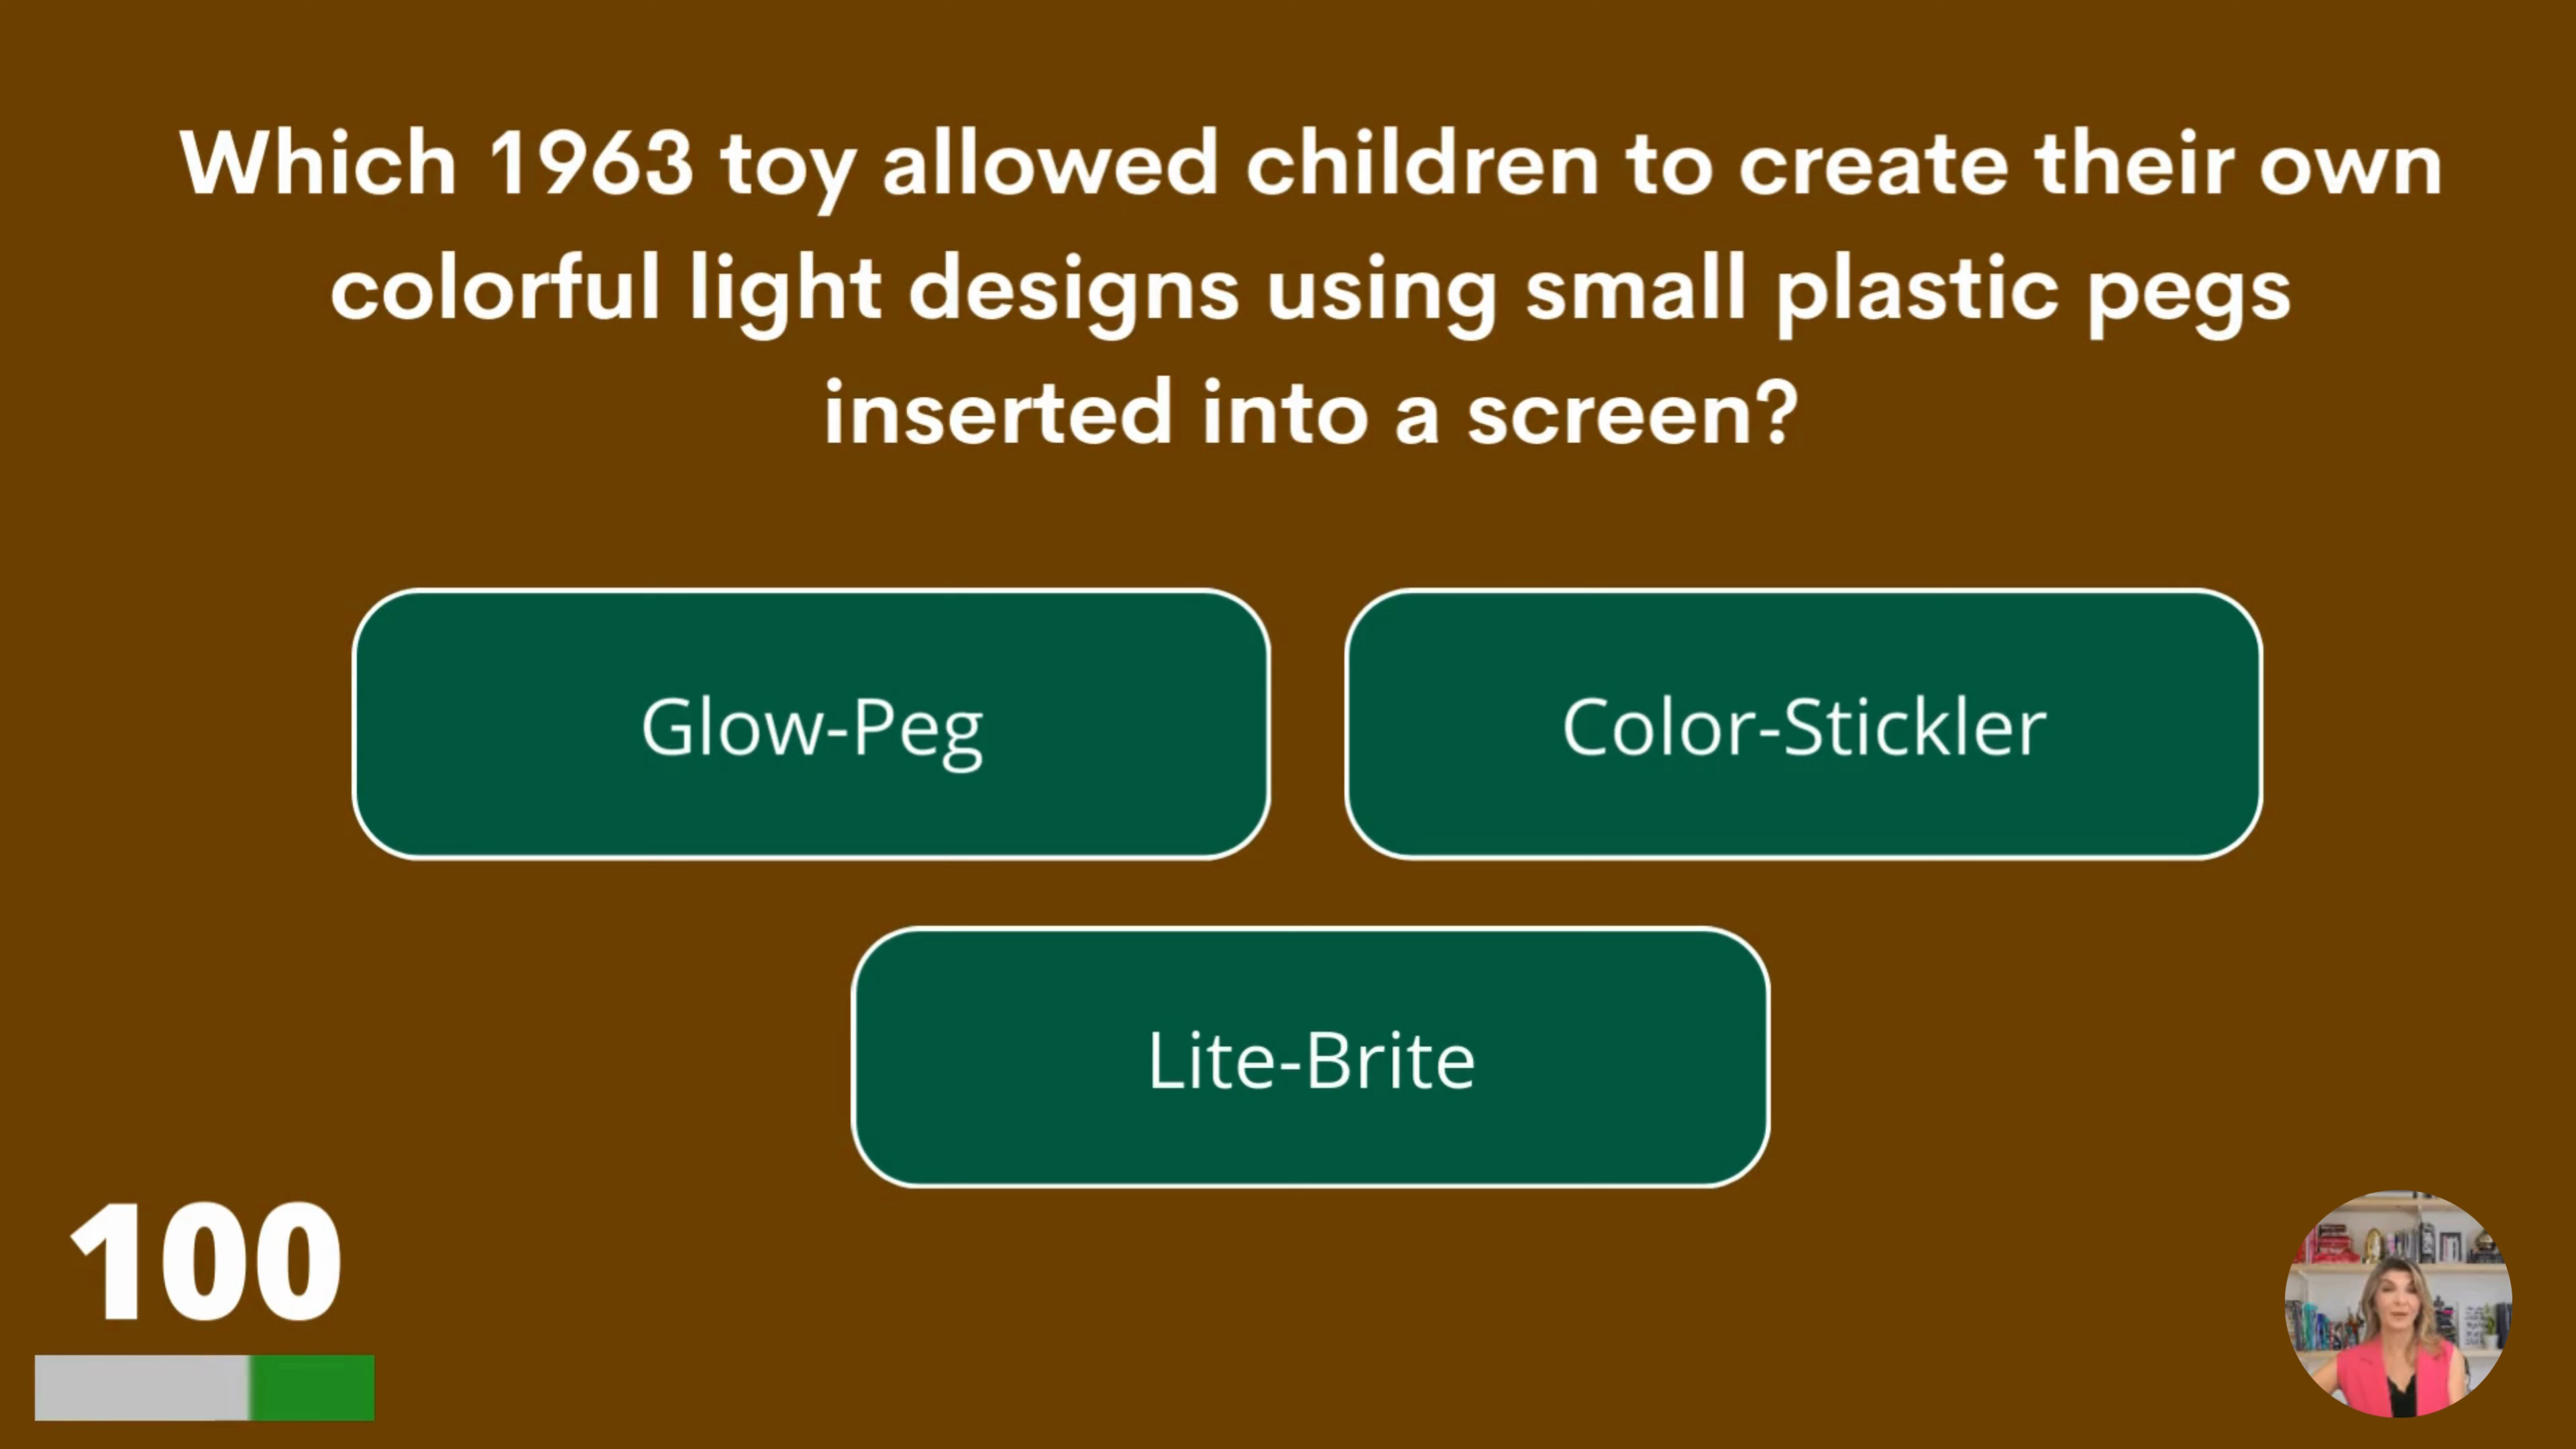 Which 1963 toy allowed children to create their own
colorful light designs using small plastic pegs
inserted into a screen?
Glow-Peg
Color-Stickler
Lite-Brite
100